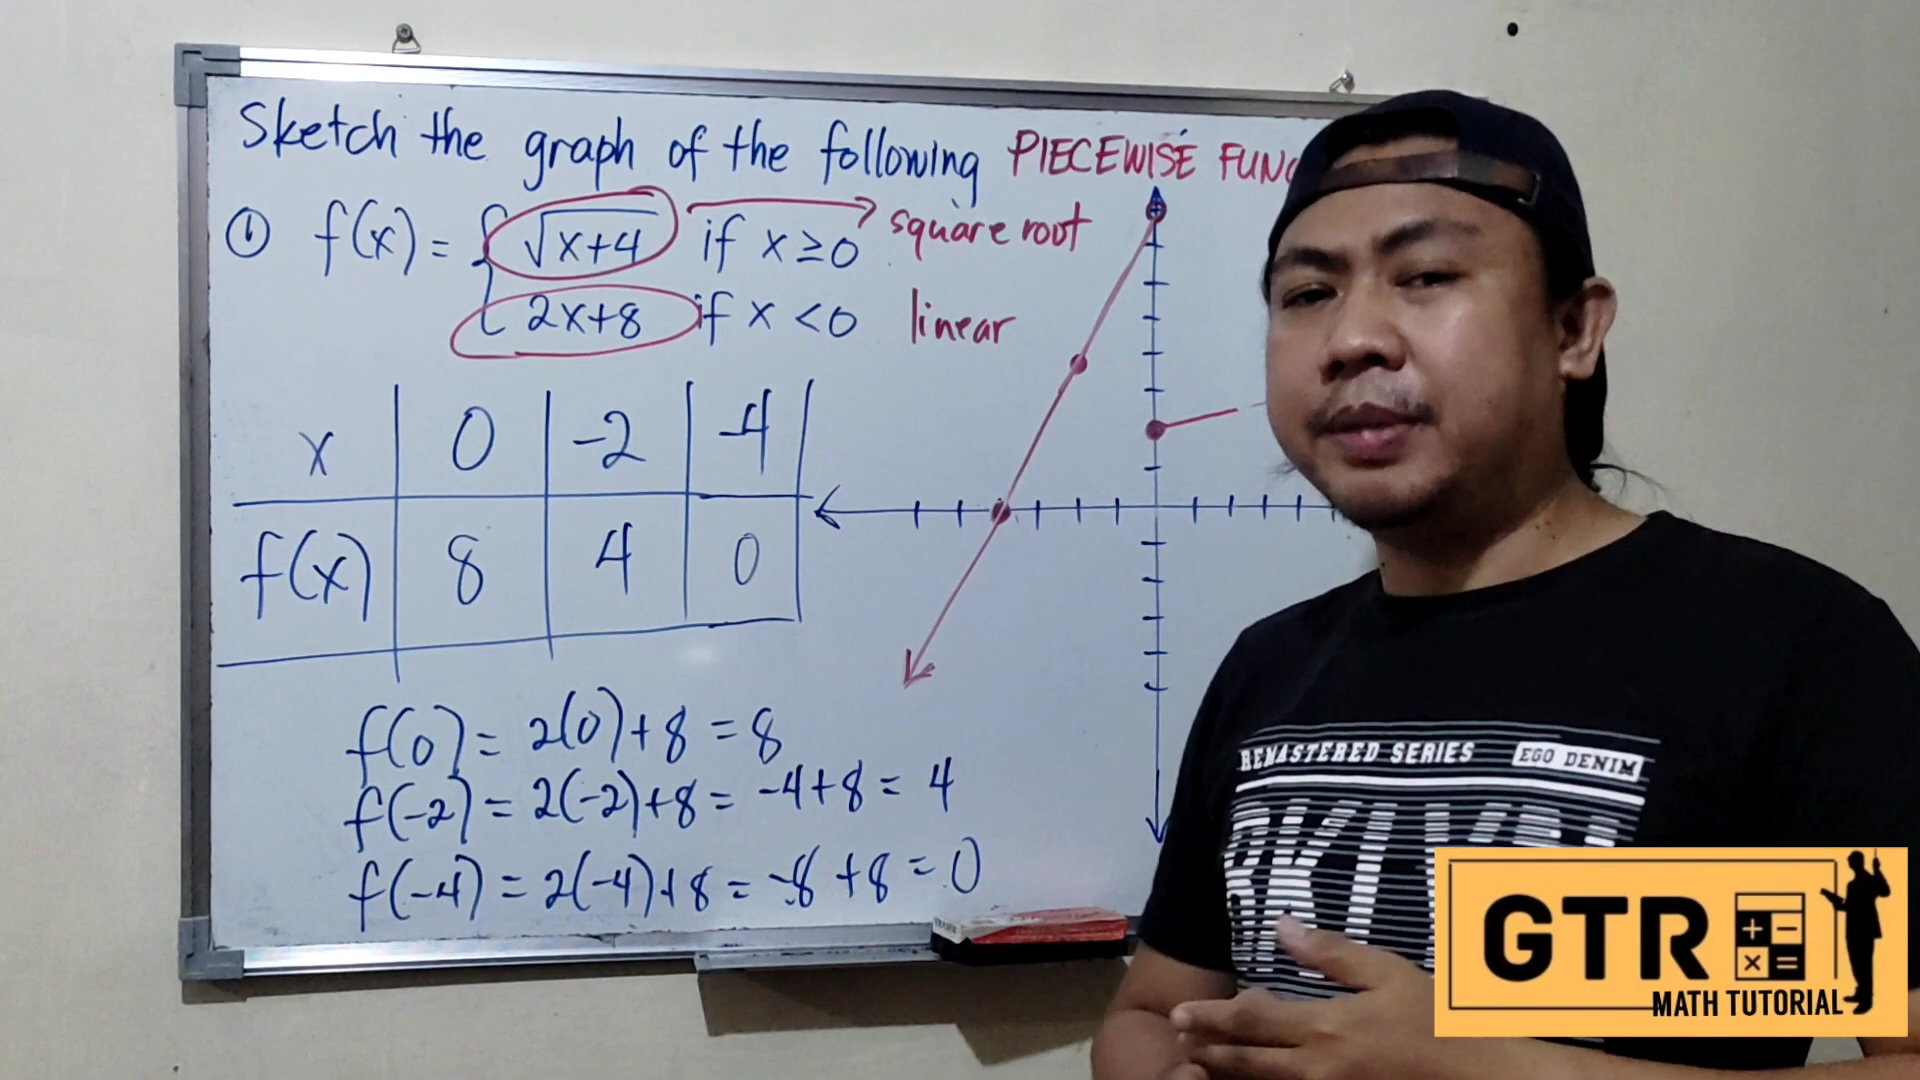 Sketch the graph of the following PIECEWISE FUNC
① f(x) = { √x+4 if x ≥ 0 square root
2x+8 if x < 0 linear
x 0 -2 -4
f(x) 8 4 0
f(0) = 2(0)+8 = 8
f(-2) = 2(-2)+8 = -4+8 = 4
f(-4) = 2(-4)+8 = -8+8 = 0
REMASTERED SERIES EGO DENIM
GTR
+ −
× =
MATH TUTORIAL